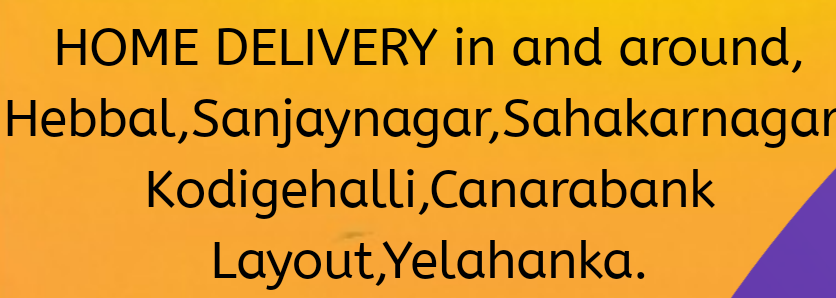 HOME DELIVERY in and around,
Hebbal,Sanjaynagar,Sahakarnagar
Kodigehalli,Canarabank
Layout,Yelahanka.